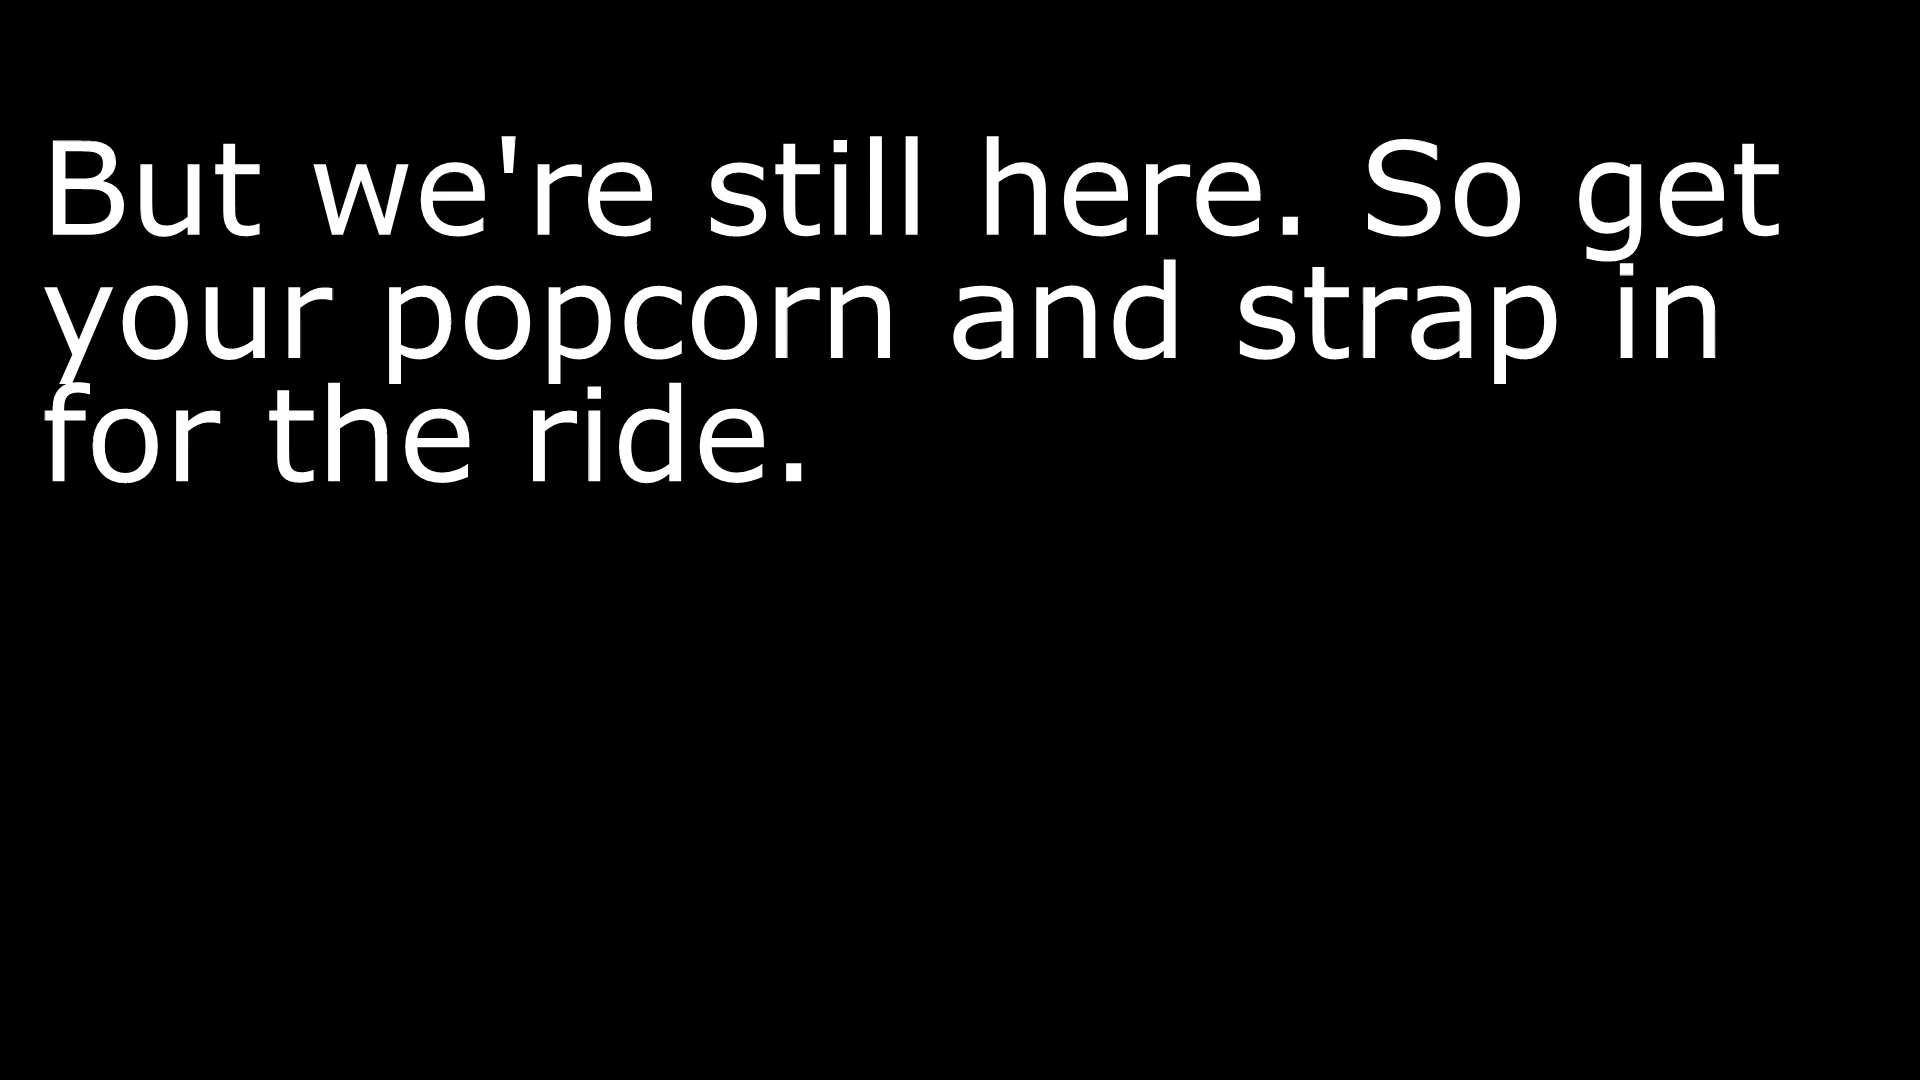 But we're still here. So get
your popcorn and strap in
for the ride.